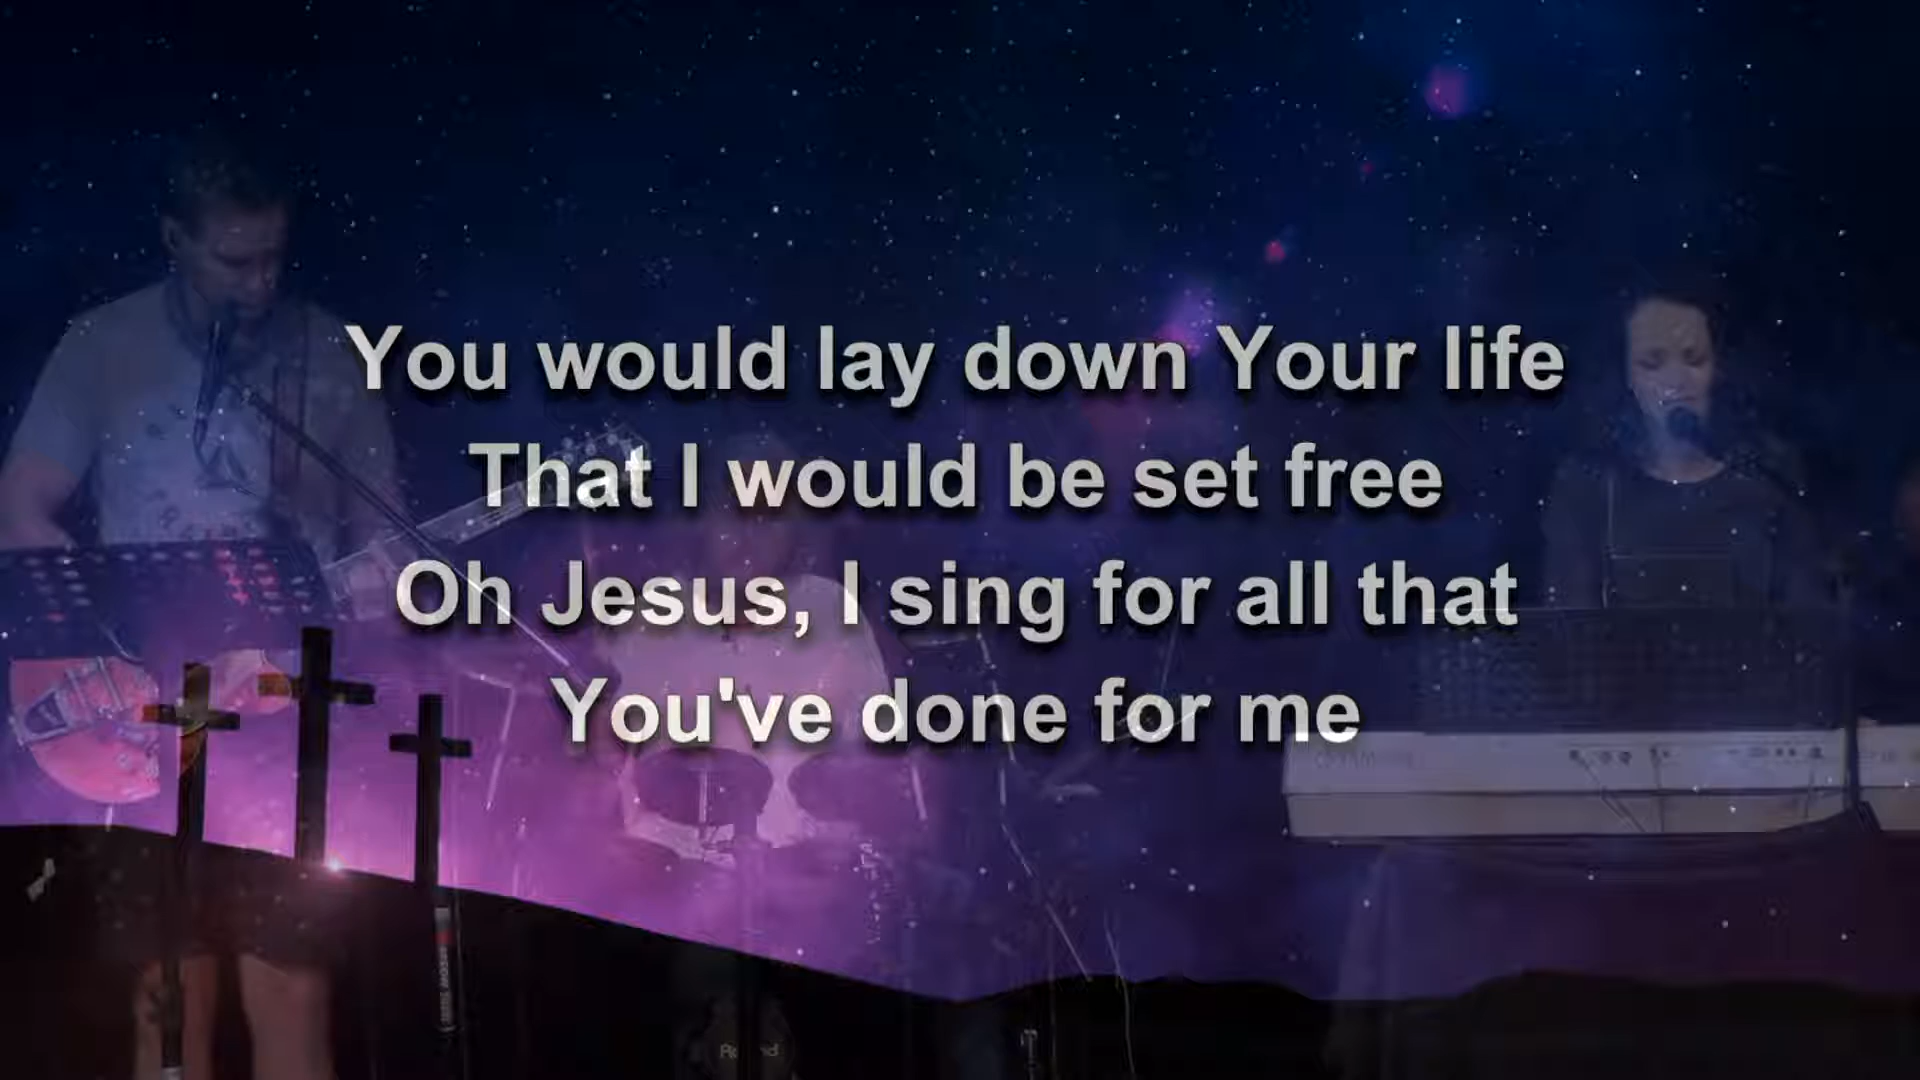 You would lay down Your life
That I would be set free
Oh Jesus, I sing for all that
You've done for me